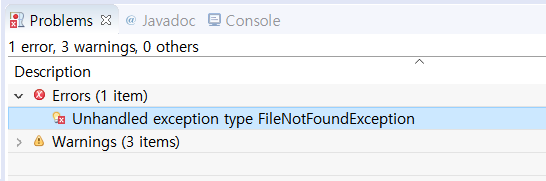 Problems @ Javadoc Console
1 error, 3 warnings, 0 others
Description
Errors (1 item)
Unhandled exception type FileNotFoundException
Warnings (3 items)